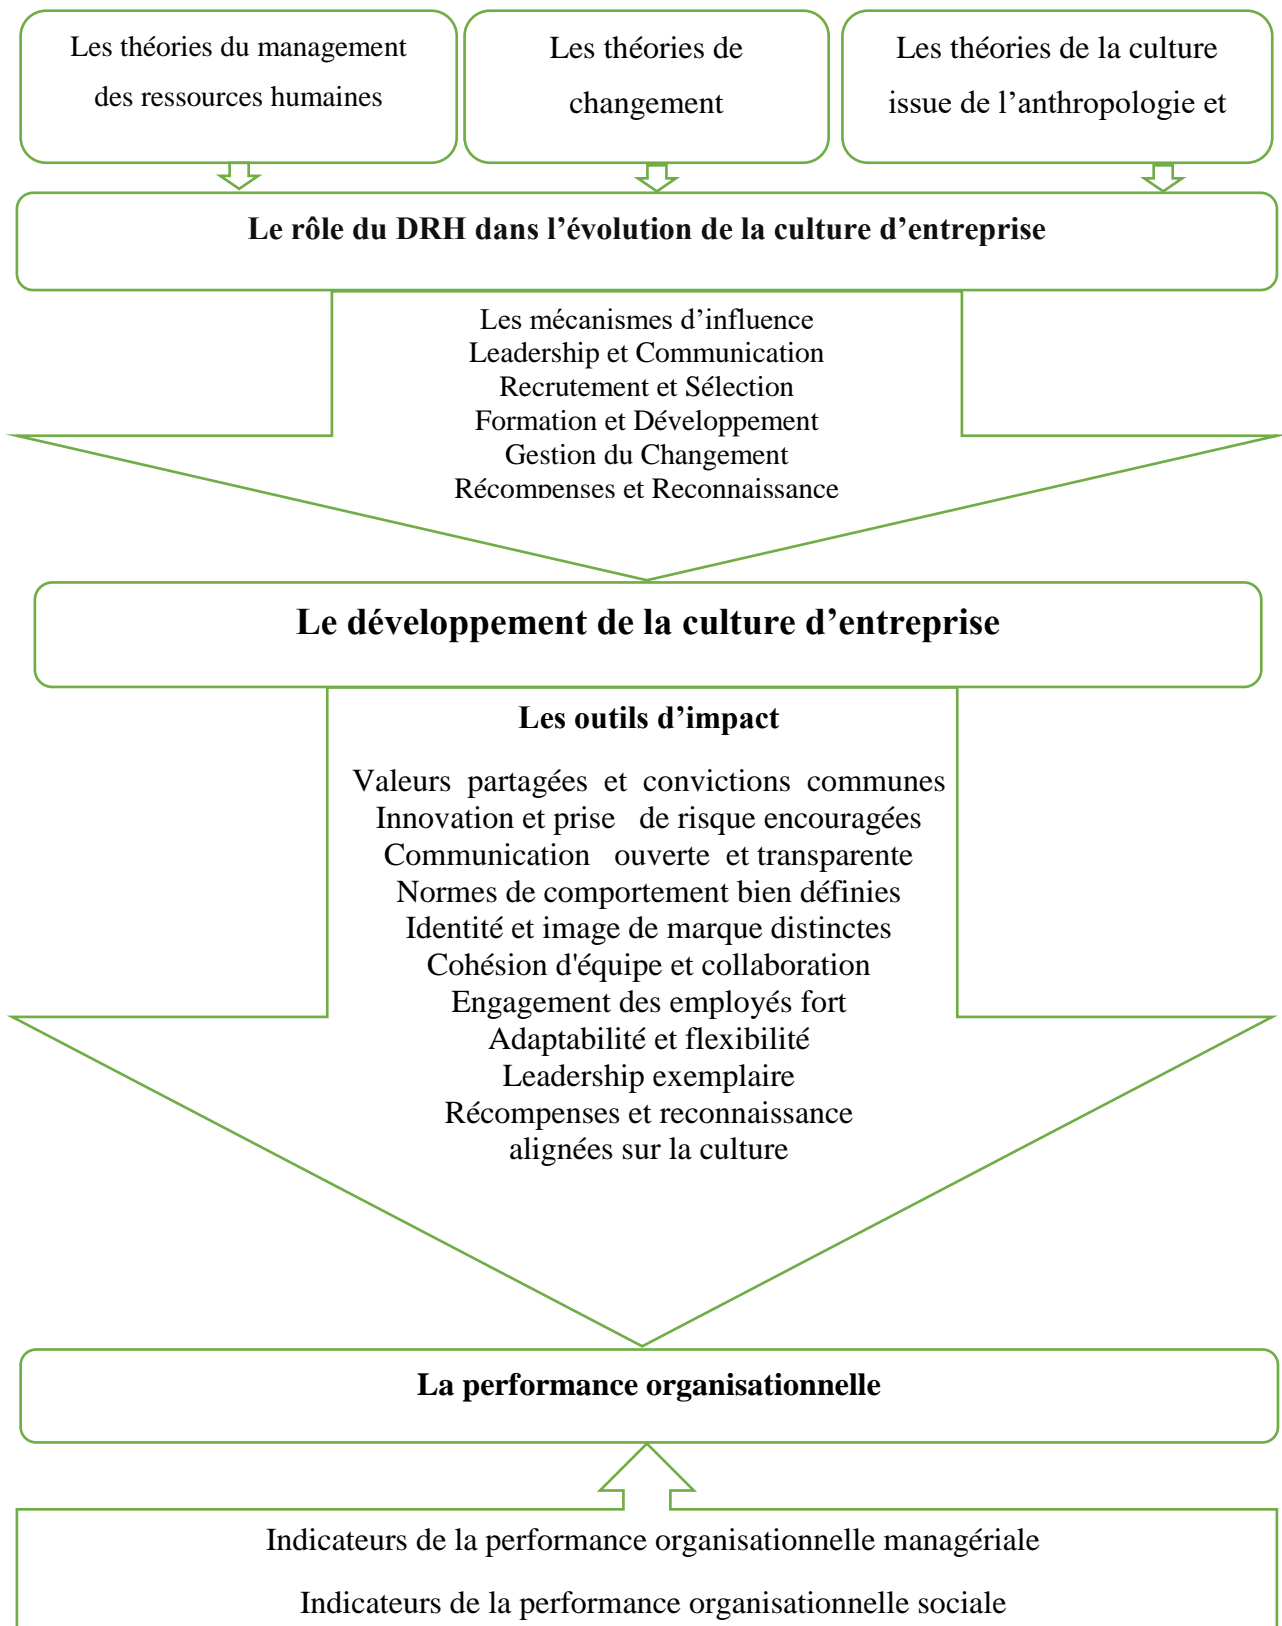 Les théories du management
des ressources humaines
Les théories de
changement
Les théories de la culture
issue de l’anthropologie et
Le rôle du DRH dans l’évolution de la culture d’entreprise
Les mécanismes d’influence
Leadership et Communication
Recrutement et Sélection
Formation et Développement
Gestion du Changement
Récompenses et Reconnaissance
Le développement de la culture d’entreprise
Les outils d’impact
Valeurs partagées et convictions communes
Innovation et prise de risque encouragées
Communication ouverte et transparente
Normes de comportement bien définies
Identité et image de marque distinctes
Cohésion d'équipe et collaboration
Engagement des employés fort
Adaptabilité et flexibilité
Leadership exemplaire
Récompenses et reconnaissance
alignées sur la culture
La performance organisationnelle
Indicateurs de la performance organisationnelle managériale
Indicateurs de la performance organisationnelle sociale